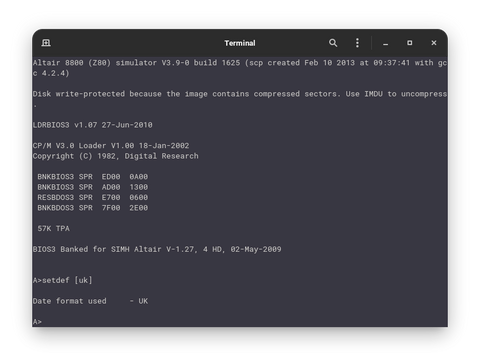 Terminal
Altair 8800 (Z80) simulator V3.9-0 build 1625 (scp created Feb 10 2013 at 09:37:41 with gc
c 4.2.4)
Disk write-protected because the image contains compressed sectors. Use IMDU to uncompress
.
LDRBIOS3 v1.07 27-Jun-2010
CP/M V3.0 Loader V1.00 18-Jan-2002
Copyright (C) 1982, Digital Research
BNKBIOS3 SPR  ED00  0A00
BNKBIOS3 SPR  AD00  1300
RESBDOS3 SPR  E700  0600
BNKBDOS3 SPR  7F00  2E00
57K TPA
BIOS3 Banked for SIMH Altair V-1.27, 4 HD, 02-May-2009
A>setdef [uk]
Date format used     - UK
A>